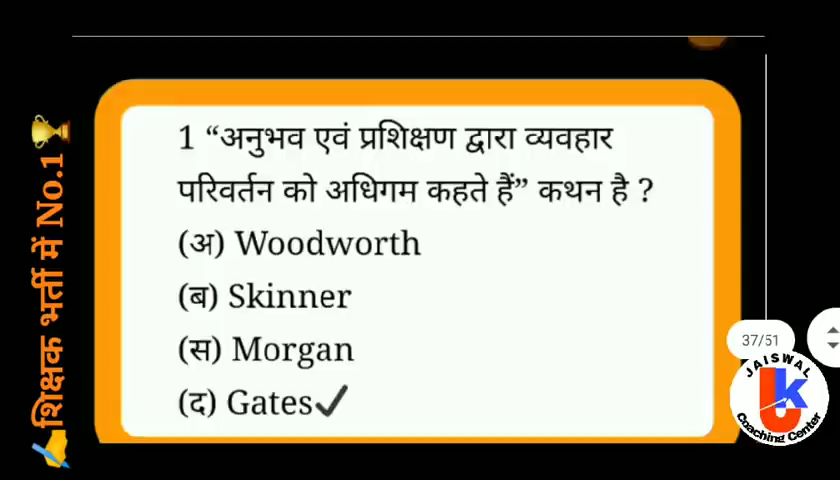 ✍️शिक्षक भर्ती में No.1🏆
1 “अनुभव एवं प्रशिक्षण द्वारा व्यवहार
परिवर्तन को अधिगम कहते हैं” कथन है ?
(अ) Woodworth
(ब) Skinner
(स) Morgan
(द) Gates✔
37/51
JAISWAL
UK
Coaching Center